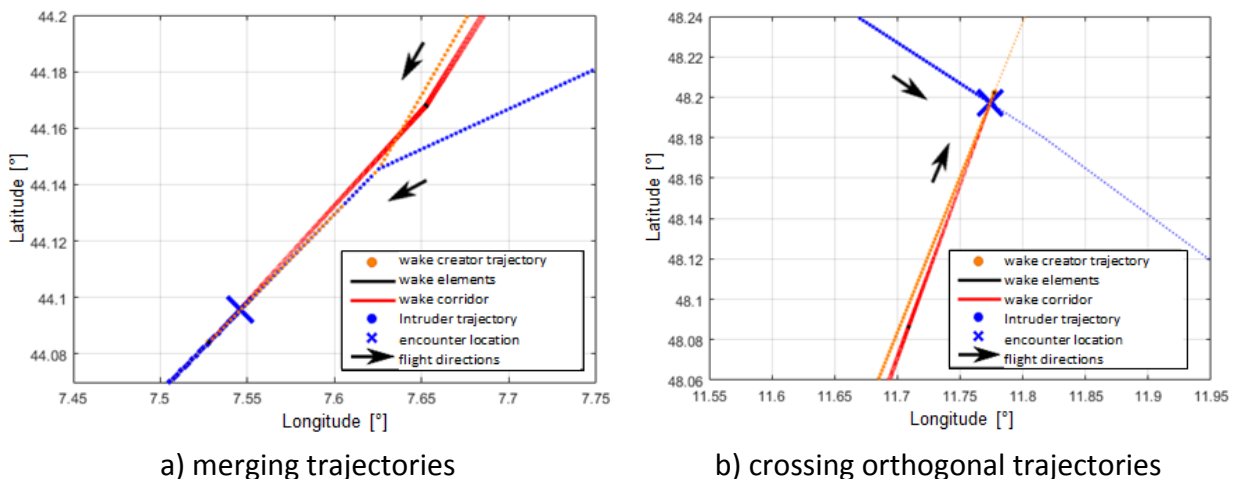 44.2
44.18
44.16
44.14
44.12
44.1
44.08
Latitude [°]
7.45 7.5 7.55 7.6 7.65 7.7 7.75
Longitude [°]
wake creator trajectory
wake elements
wake corridor
Intruder trajectory
encounter location
flight directions
a) merging trajectories
48.24
48.22
48.2
48.18
48.16
48.14
48.12
48.1
48.08
48.06
Latitude [°]
11.55 11.6 11.65 11.7 11.75 11.8 11.85 11.9 11.95
Longitude [°]
wake creator trajectory
wake elements
wake corridor
Intruder trajectory
encounter location
flight directions
b) crossing orthogonal trajectories